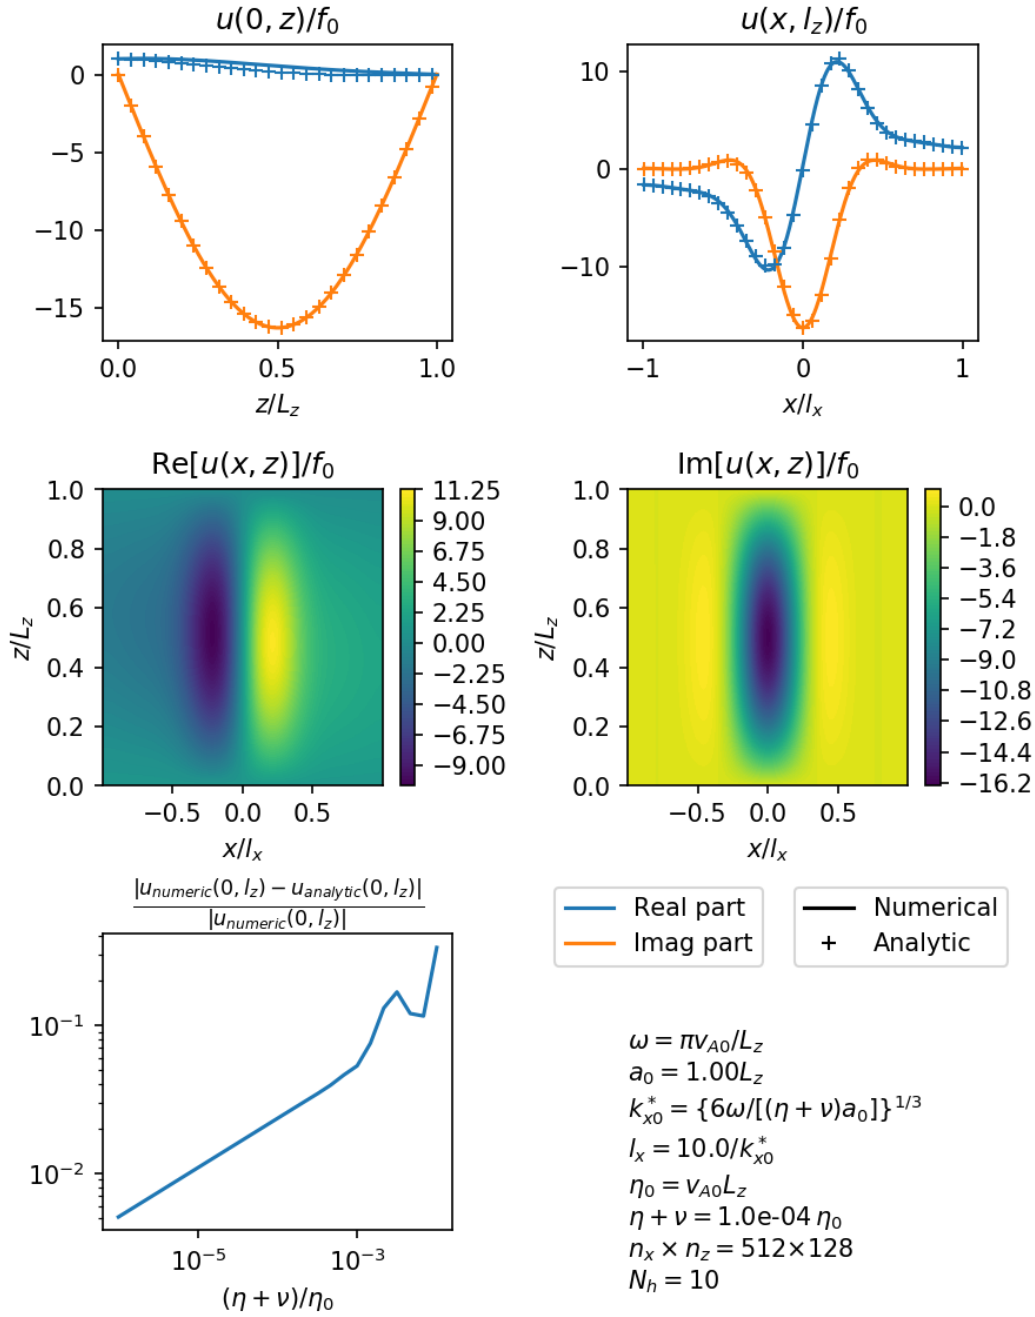 u(0, z)/f₀
0
−5
−10
−15
0.0 0.5 1.0
z/L_z
u(x, l_z)/f₀
10
0
−10
−1 0 1
x/l_x
Re[u(x, z)]/f₀
1.0
0.8
0.6
0.4
0.2
0.0
z/L_z
−0.5 0.0 0.5
x/l_x
11.25
9.00
6.75
4.50
2.25
0.00
−2.25
−4.50
−6.75
−9.00
Im[u(x, z)]/f₀
1.0
0.8
0.6
0.4
0.2
0.0
z/L_z
−0.5 0.0 0.5
x/l_x
0.0
−1.8
−3.6
−5.4
−7.2
−9.0
−10.8
−12.6
−14.4
−16.2
|u_numeric(0, l_z) − u_analytic(0, l_z)|
|u_numeric(0, l_z)|
10⁻¹
10⁻²
10⁻⁵ 10⁻³
(η + ν)/η₀
Real part
Imag part
Numerical
Analytic
ω = πv_A0/L_z
a₀ = 1.00L_z
k*_x0 = {6ω/[(η + ν)a₀]}^1/3
l_x = 10.0/k*_x0
η₀ = v_A0L_z
η + ν = 1.0e-04 η₀
n_x × n_z = 512×128
N_h = 10